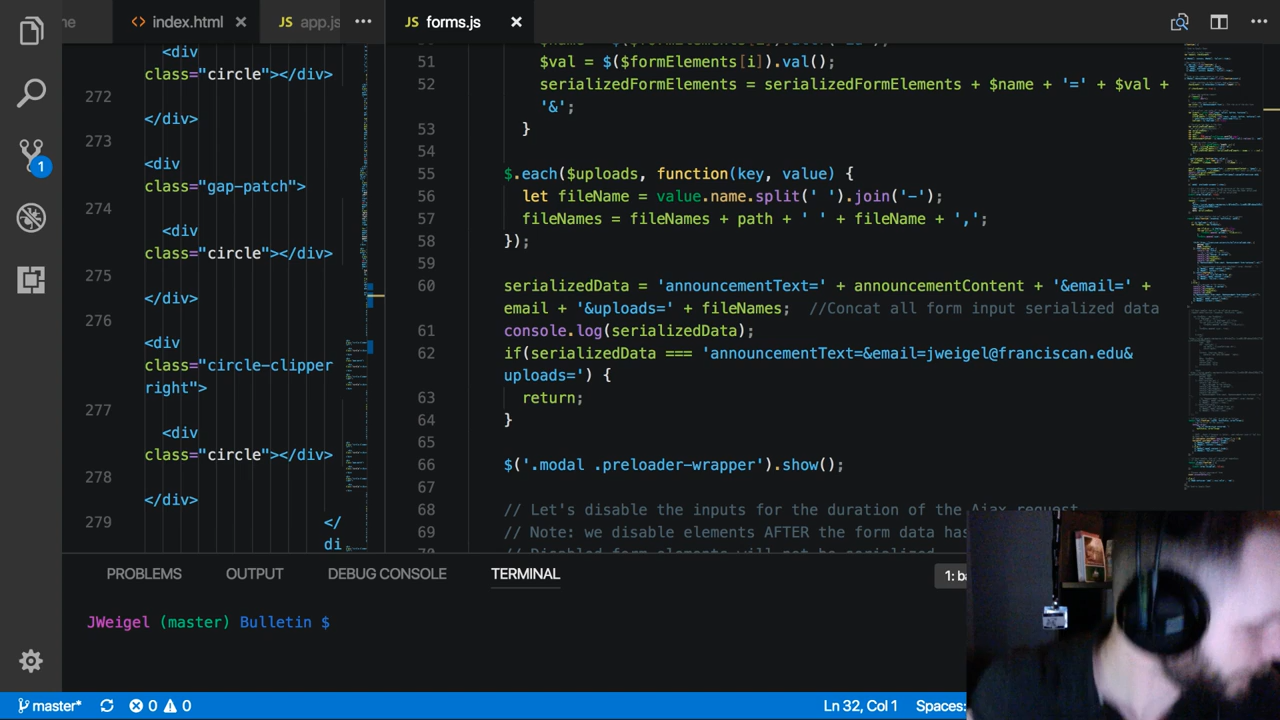 index.html
JS app.js
JS forms.js
<div
class="circle"></div>
272
</div>
273
<div
class="gap-patch">
274
<div
class="circle"></div>
275
</div>
276
<div
class="circle-clipper
right">
277
<div
class="circle"></div>
278
</div>
279
</
di
51 $val = $($formElements[i]).val();
52 serializedFormElements = serializedFormElements + $name + '=' + $val +
'&';
53 }
54
55 $.each($uploads, function(key, value) {
56 let fileName = value.name.split(' ').join('-');
57 fileNames = fileNames + path + ' ' + fileName + ',';
58 });
59
60 serializedData = 'announcementText=' + announcementContent + '&email=' +
email + '&uploads=' + fileNames; //Concat all form input serialized data
61 console.log(serializedData);
62 if(serializedData === 'announcementText=&email=jweigel@franciscan.edu&
uploads=') {
63 return;
64 }
65
66 $('.modal .preloader-wrapper').show();
67
68 // Let's disable the inputs for the duration of the Ajax request
69 // Note: we disable elements AFTER the form data has
// Disabled form elements will not be serialized
1
PROBLEMS OUTPUT DEBUG CONSOLE TERMINAL 1: ba
JWeigel (master) Bulletin $
master* 0 0 Ln 32, Col 1 Spaces: